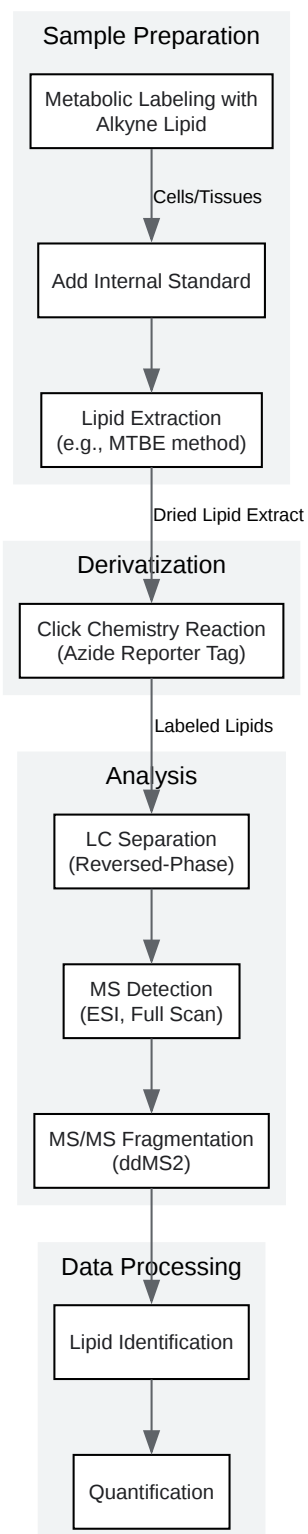 Sample Preparation
Metabolic Labeling with
Alkyne Lipid
Cells/Tissues
Add Internal Standard
Lipid Extraction
(e.g., MTBE method)
Dried Lipid Extract
Derivatization
Click Chemistry Reaction
(Azide Reporter Tag)
Labeled Lipids
Analysis
LC Separation
(Reversed-Phase)
MS Detection
(ESI, Full Scan)
MS/MS Fragmentation
(ddMS2)
Data Processing
Lipid Identification
Quantification